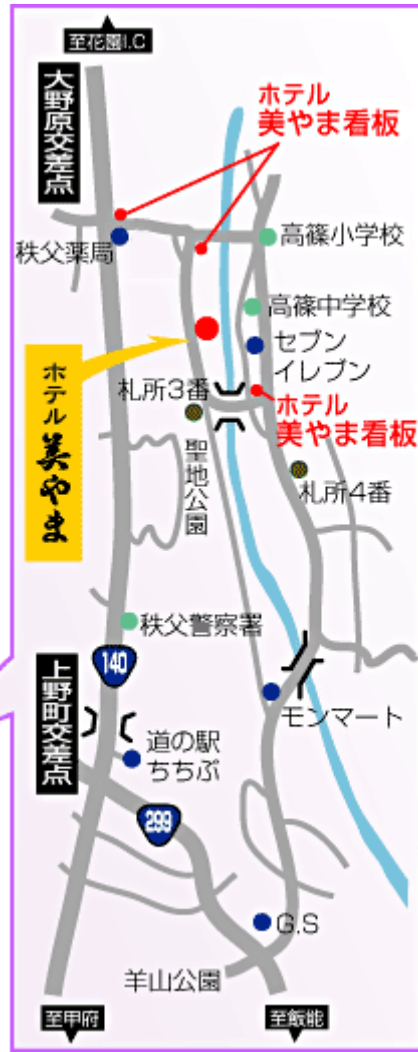 至花園I.C
大野原交差点
ホテル
美やま看板
秩父薬局
高篠小学校
高篠中学校
セブン
イレブン
ホテル美やま
札所3番
ホテル
美やま看板
聖地公園
札所4番
秩父警察署
140
上野町交差点
モンマート
道の駅
ちちぶ
299
G.S
羊山公園
至甲府
至飯能